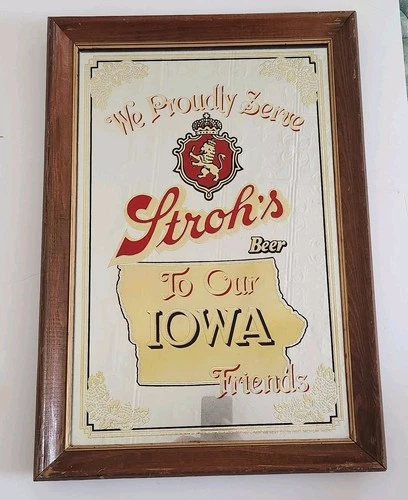 We Proudly Serve
Stroh's
Beer
To Our
IOWA
Friends